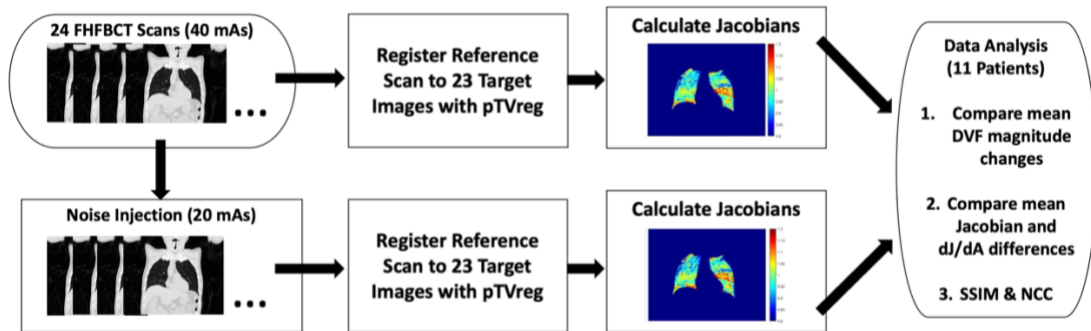 24 FHFBCT Scans (40 mAs)
...
Register Reference
Scan to 23 Target
Images with pTVreg
Calculate Jacobians
Noise Injection (20 mAs)
...
Register Reference
Scan to 23 Target
Images with pTVreg
Calculate Jacobians
Data Analysis
(11 Patients)
1. Compare mean
DVF magnitude
changes
2. Compare mean
Jacobian and
dJ/dA differences
3. SSIM & NCC